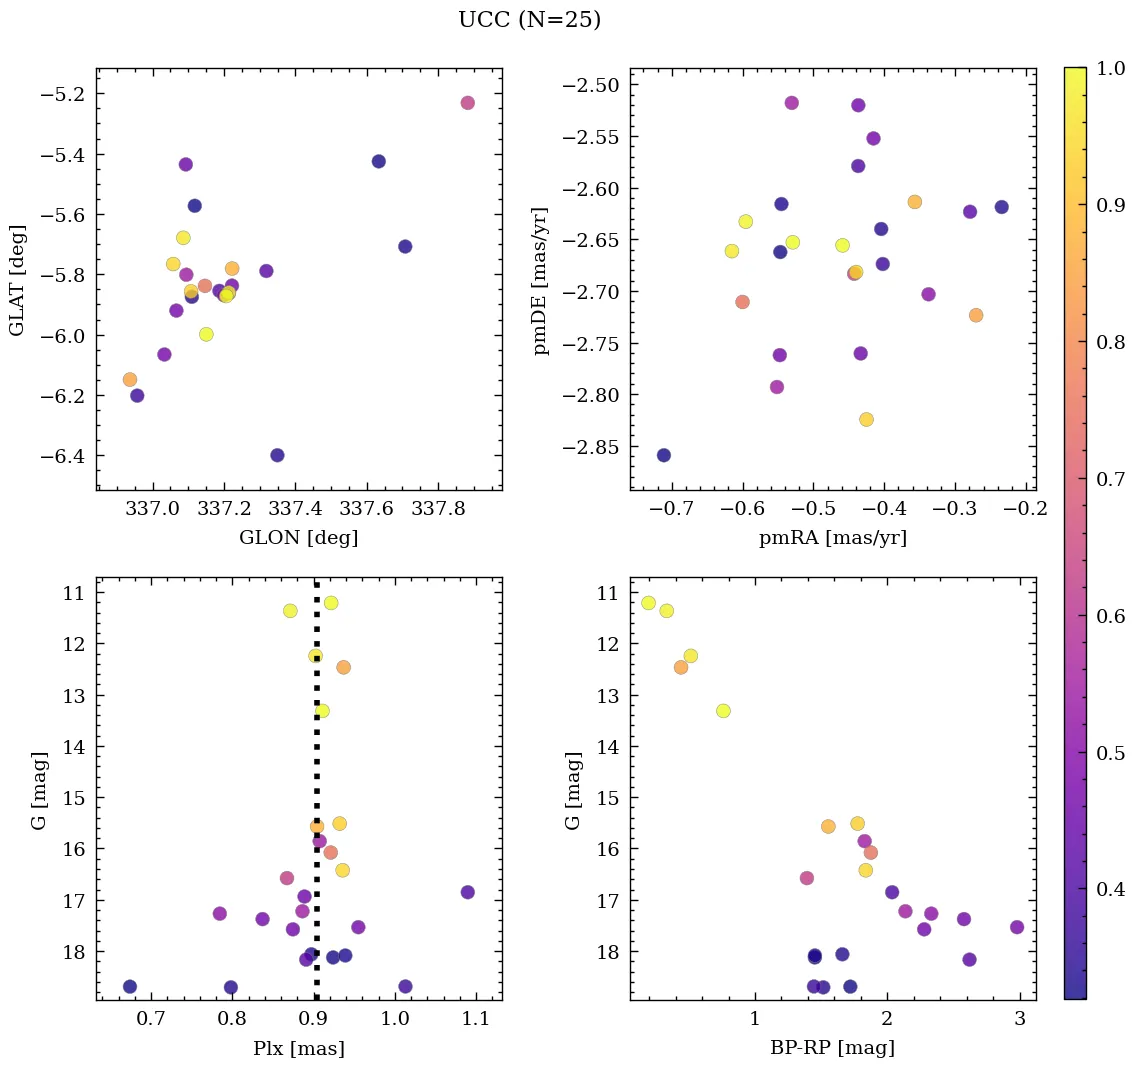 UCC (N=25)
−5.2
−5.4
−5.6
−5.8
−6.0
−6.2
−6.4
GLAT [deg]
337.0 337.2 337.4 337.6 337.8
GLON [deg]
−2.50
−2.55
−2.60
−2.65
−2.70
−2.75
−2.80
−2.85
pmDE [mas/yr]
−0.7 −0.6 −0.5 −0.4 −0.3 −0.2
pmRA [mas/yr]
11
12
13
14
15
16
17
18
G [mag]
0.7 0.8 0.9 1.0 1.1
Plx [mas]
11
12
13
14
15
16
17
18
G [mag]
1 2 3
BP-RP [mag]
1.0
0.9
0.8
0.7
0.6
0.5
0.4